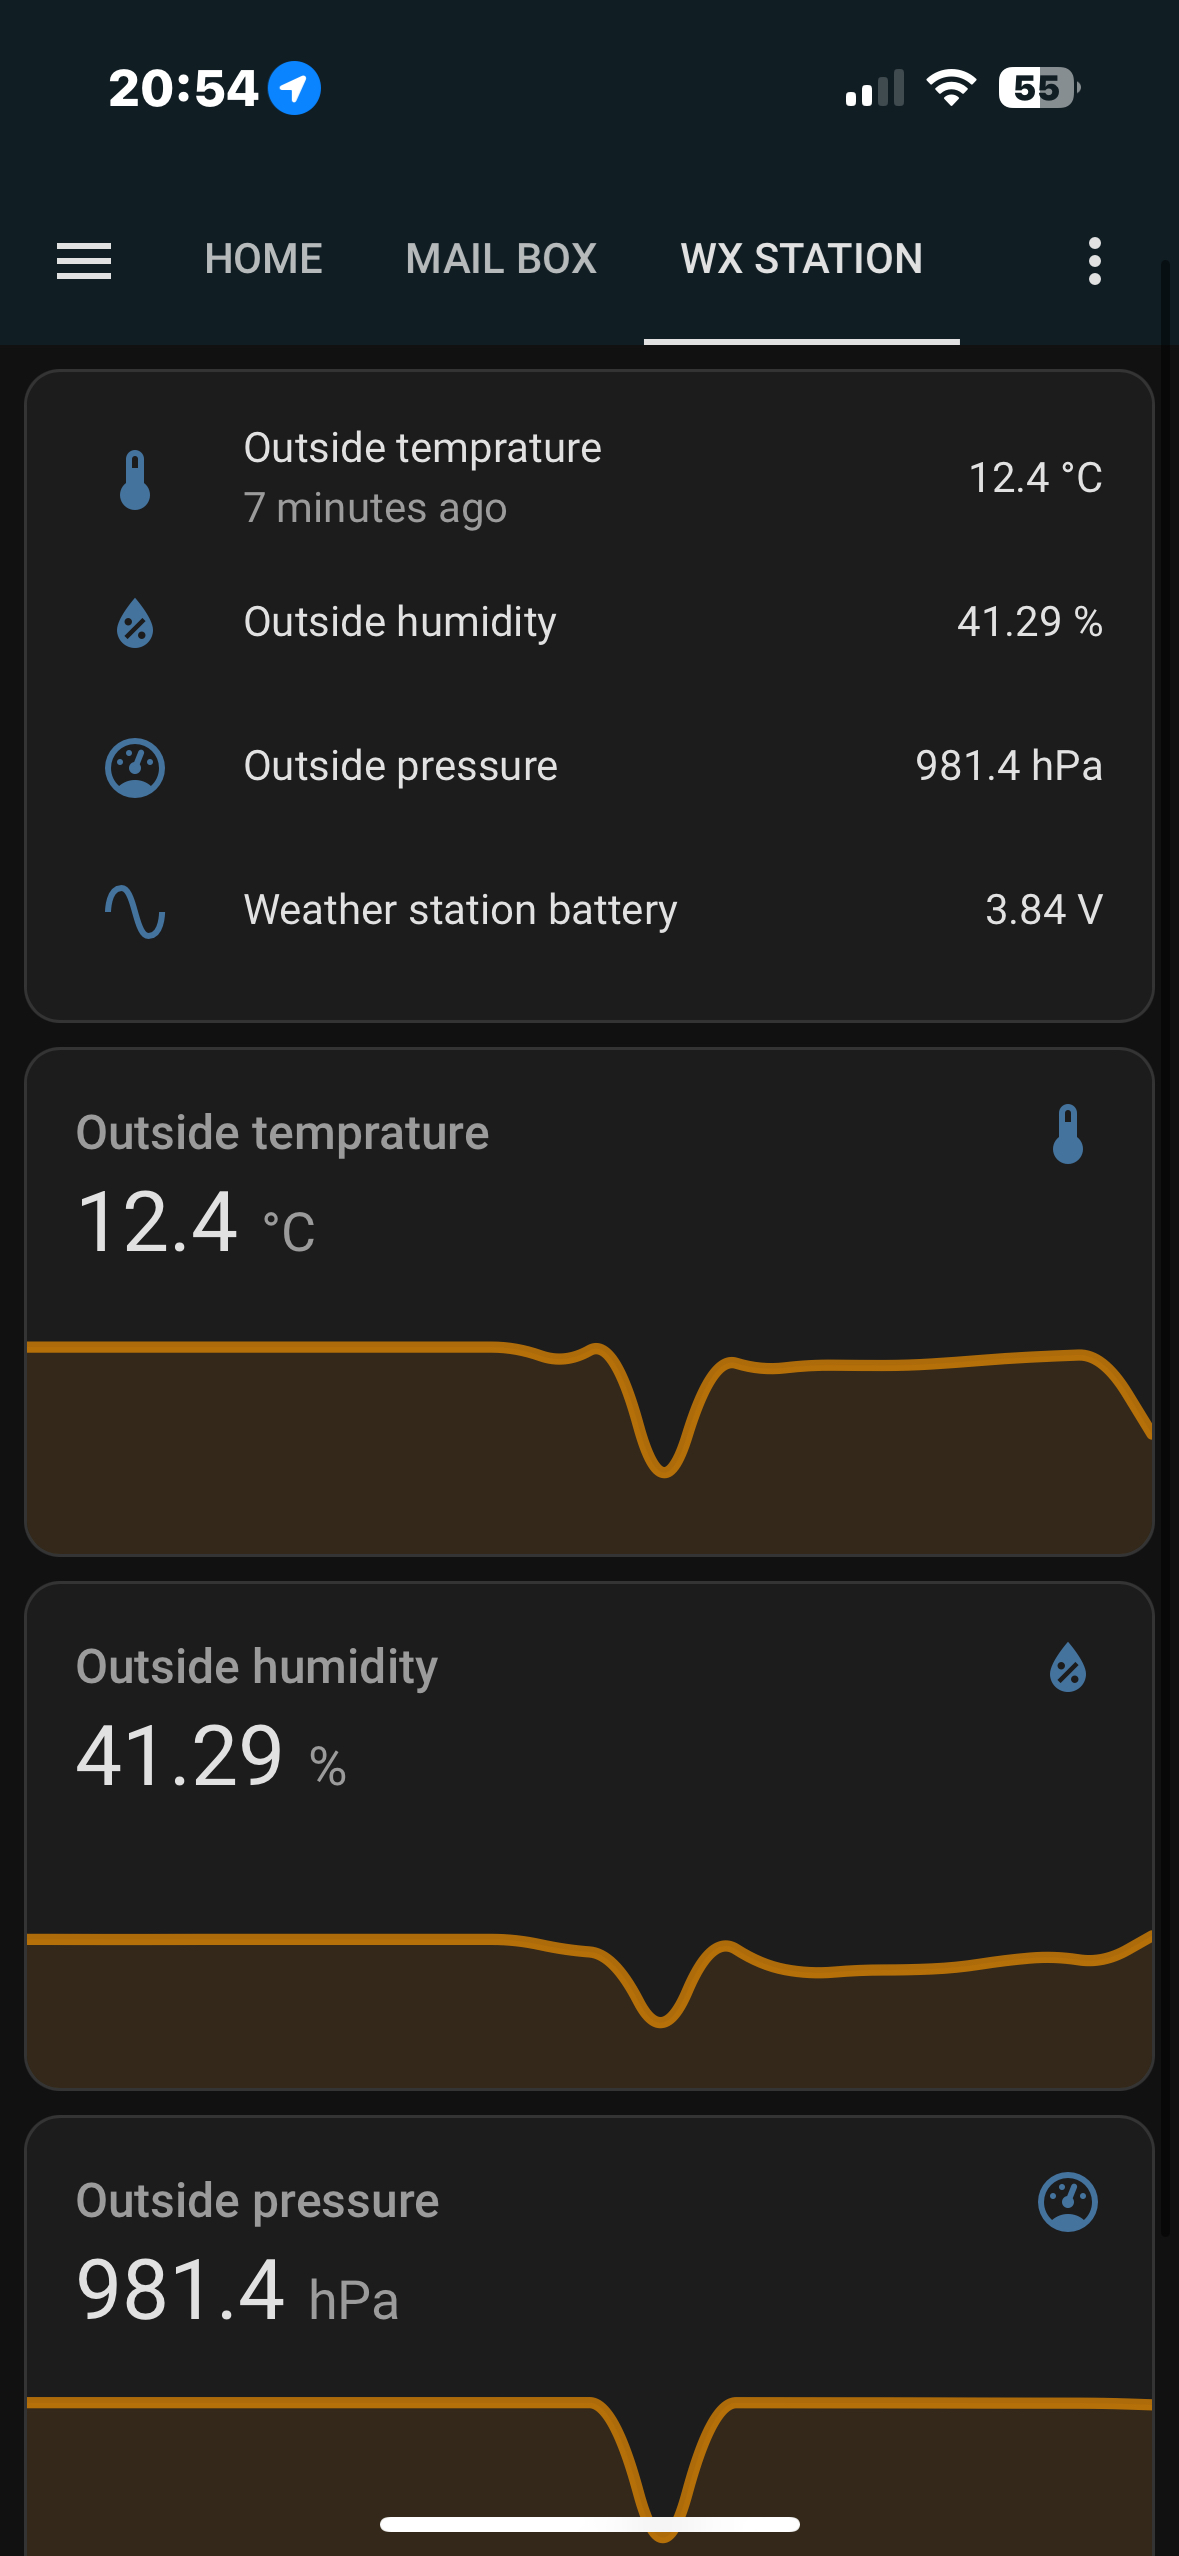 20:54
55
HOME MAIL BOX WX STATION
Outside temprature
7 minutes ago
12.4 °C
Outside humidity
41.29 %
Outside pressure
981.4 hPa
Weather station battery
3.84 V
Outside temprature
12.4 °C
Outside humidity
41.29 %
Outside pressure
981.4 hPa